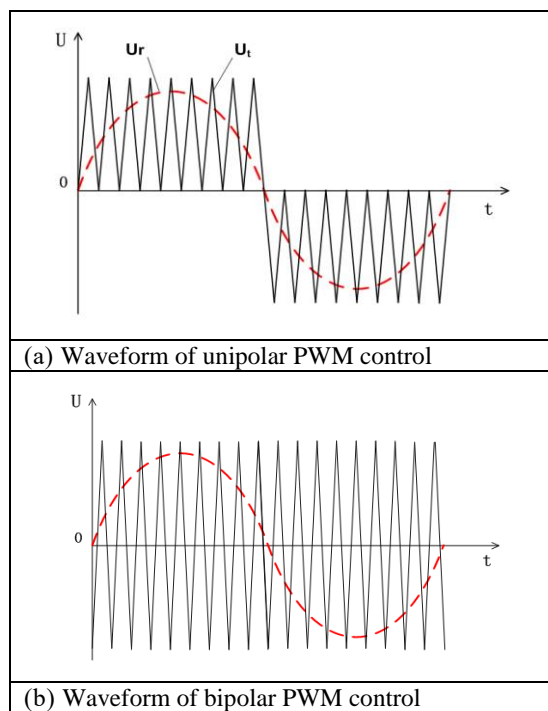 U
Ur
Uₜ
0
t
(a) Waveform of unipolar PWM control
U
0
t
(b) Waveform of bipolar PWM control